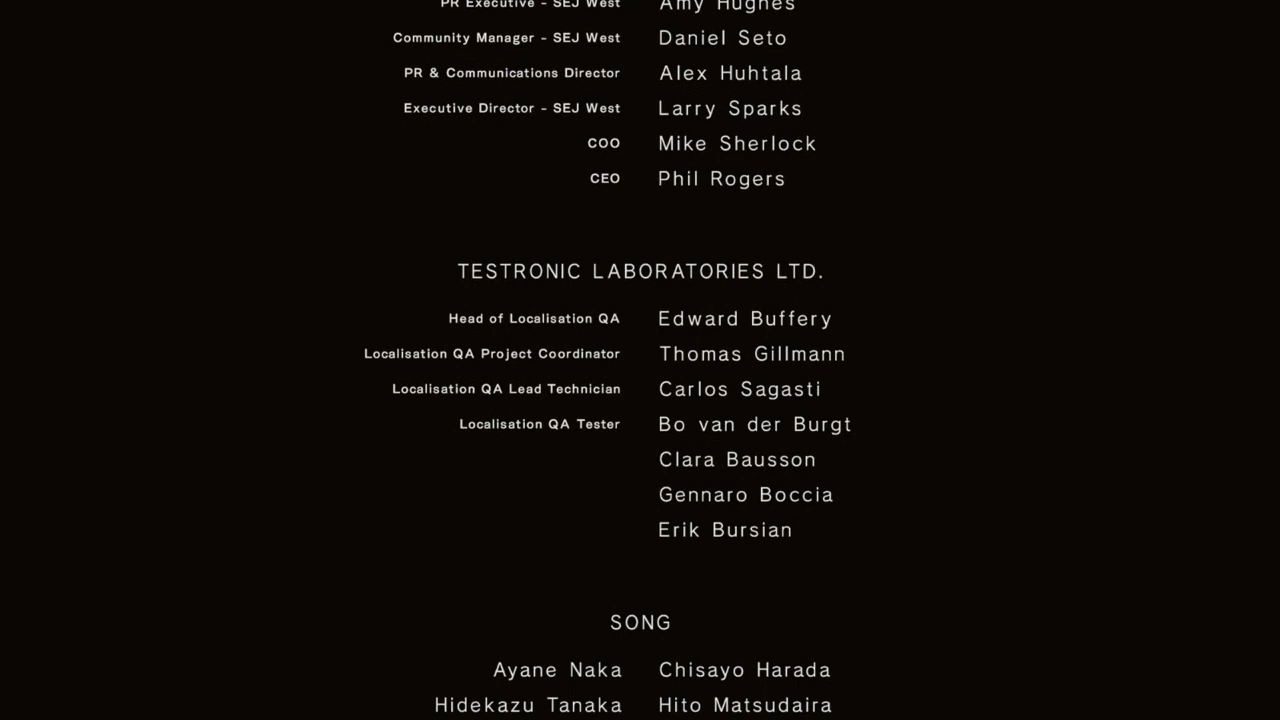 PR Executive - SEJ West Amy Hughes
Community Manager - SEJ West Daniel Seto
PR & Communications Director Alex Huhtala
Executive Director - SEJ West Larry Sparks
COO Mike Sherlock
CEO Phil Rogers
TESTRONIC LABORATORIES LTD.
Head of Localisation QA Edward Buffery
Localisation QA Project Coordinator Thomas Gillmann
Localisation QA Lead Technician Carlos Sagasti
Localisation QA Tester Bo van der Burgt
Clara Bausson
Gennaro Boccia
Erik Bursian
SONG
Ayane Naka Chisayo Harada
Hidekazu Tanaka Hito Matsudaira